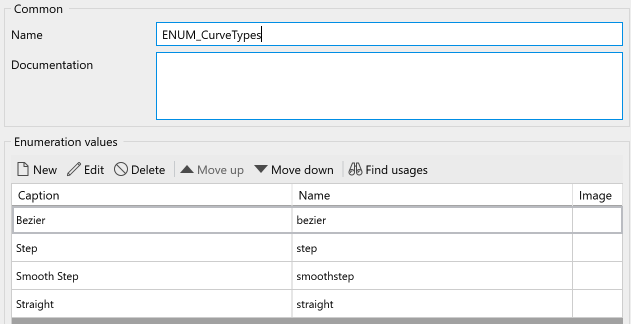 Common
Name ENUM_CurveTypes
Documentation
Enumeration values
New Edit Delete Move up Move down Find usages
Caption Name Image
Bezier bezier
Step step
Smooth Step smoothstep
Straight straight